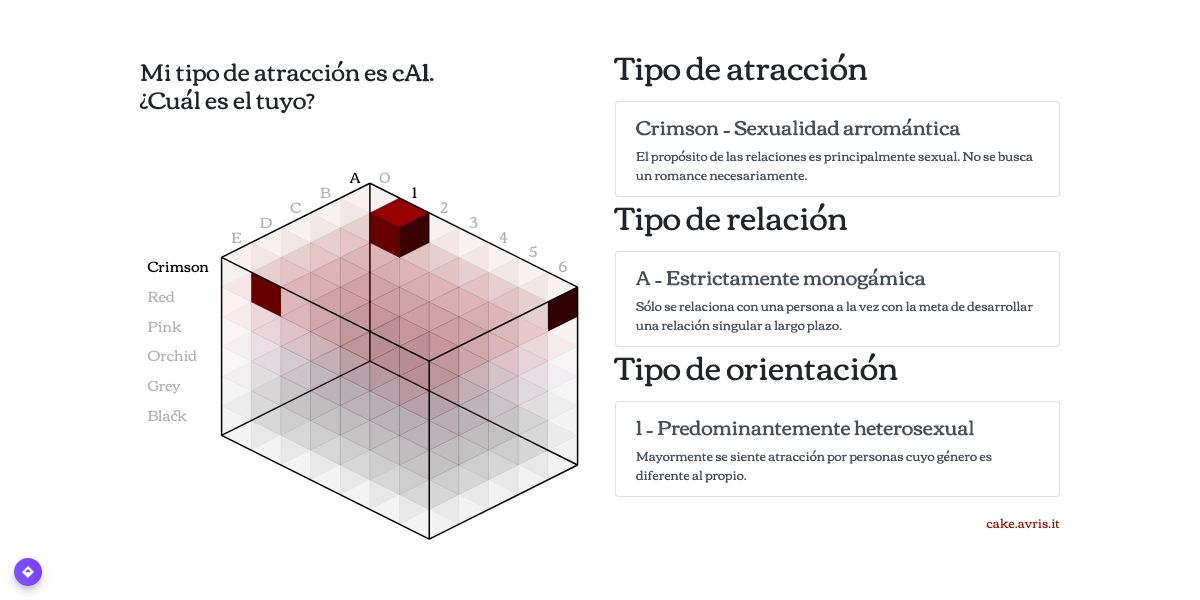 Mi tipo de atracción es cA1.
¿Cuál es el tuyo?
A
O
B
1
C
2
D
3
E
4
5
6
Crimson
Red
Pink
Orchid
Grey
Black
Tipo de atracción
Crimson - Sexualidad arromántica
El propósito de las relaciones es principalmente sexual. No se busca
un romance necesariamente.
Tipo de relación
A - Estrictamente monogámica
Sólo se relaciona con una persona a la vez con la meta de desarrollar
una relación singular a largo plazo.
Tipo de orientación
1 - Predominantemente heterosexual
Mayormente se siente atracción por personas cuyo género es
diferente al propio.
cake.avris.it